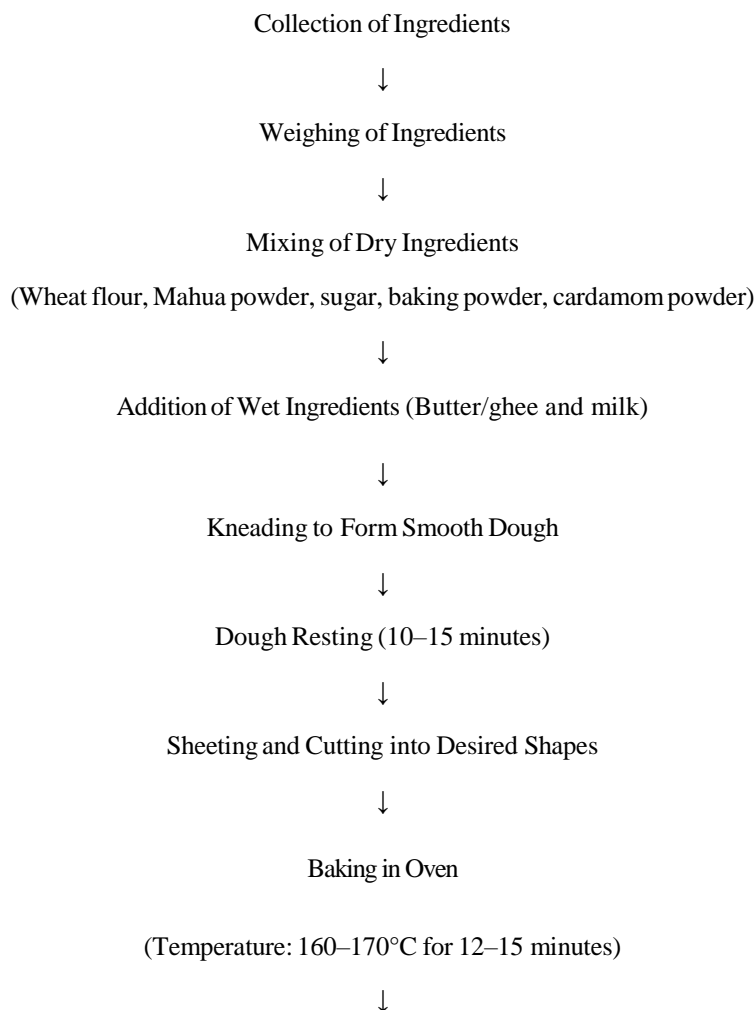 Collection of Ingredients
↓
Weighing of Ingredients
↓
Mixing of Dry Ingredients
(Wheat flour, Mahua powder, sugar, baking powder, cardamom powder)
↓
Addition of Wet Ingredients (Butter/ghee and milk)
↓
Kneading to Form Smooth Dough
↓
Dough Resting (10–15 minutes)
↓
Sheeting and Cutting into Desired Shapes
↓
Baking in Oven
(Temperature: 160–170°C for 12–15 minutes)
↓